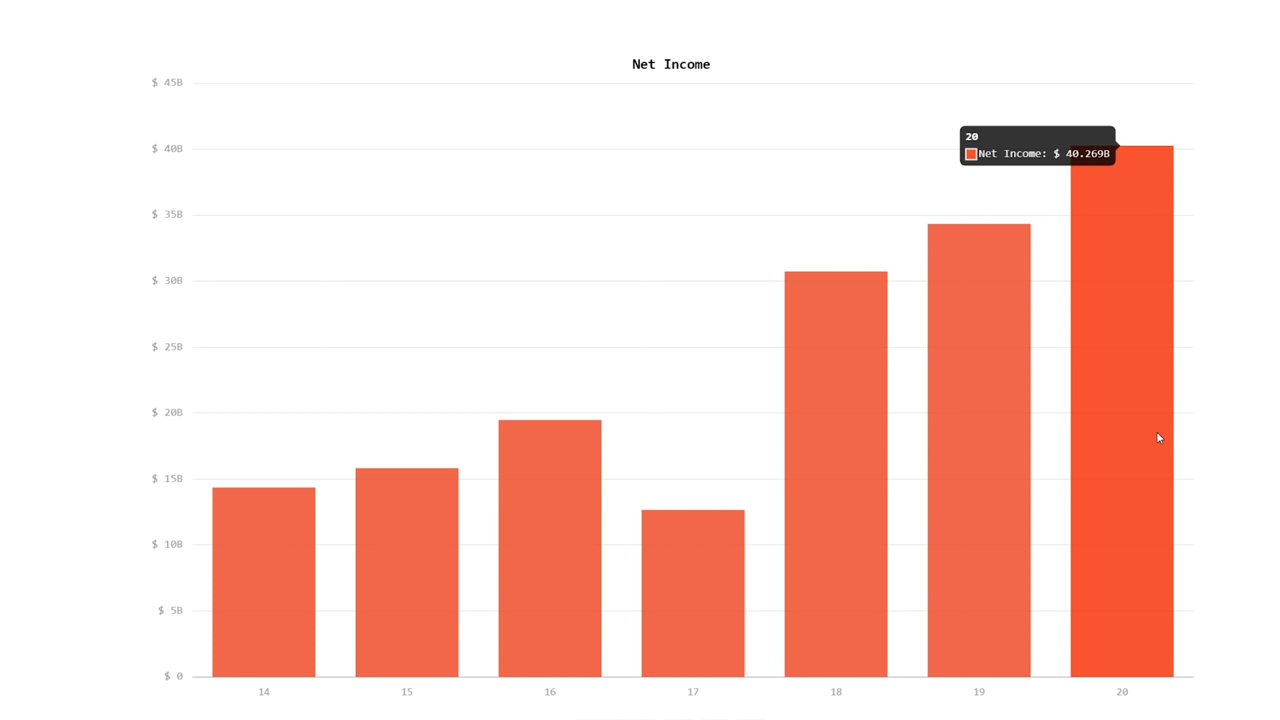 Net Income
$ 45B
$ 40B
$ 35B
$ 30B
$ 25B
$ 20B
$ 15B
$ 10B
$ 5B
$ 0
20
Net Income: $ 40.269B
14 15 16 17 18 19 20